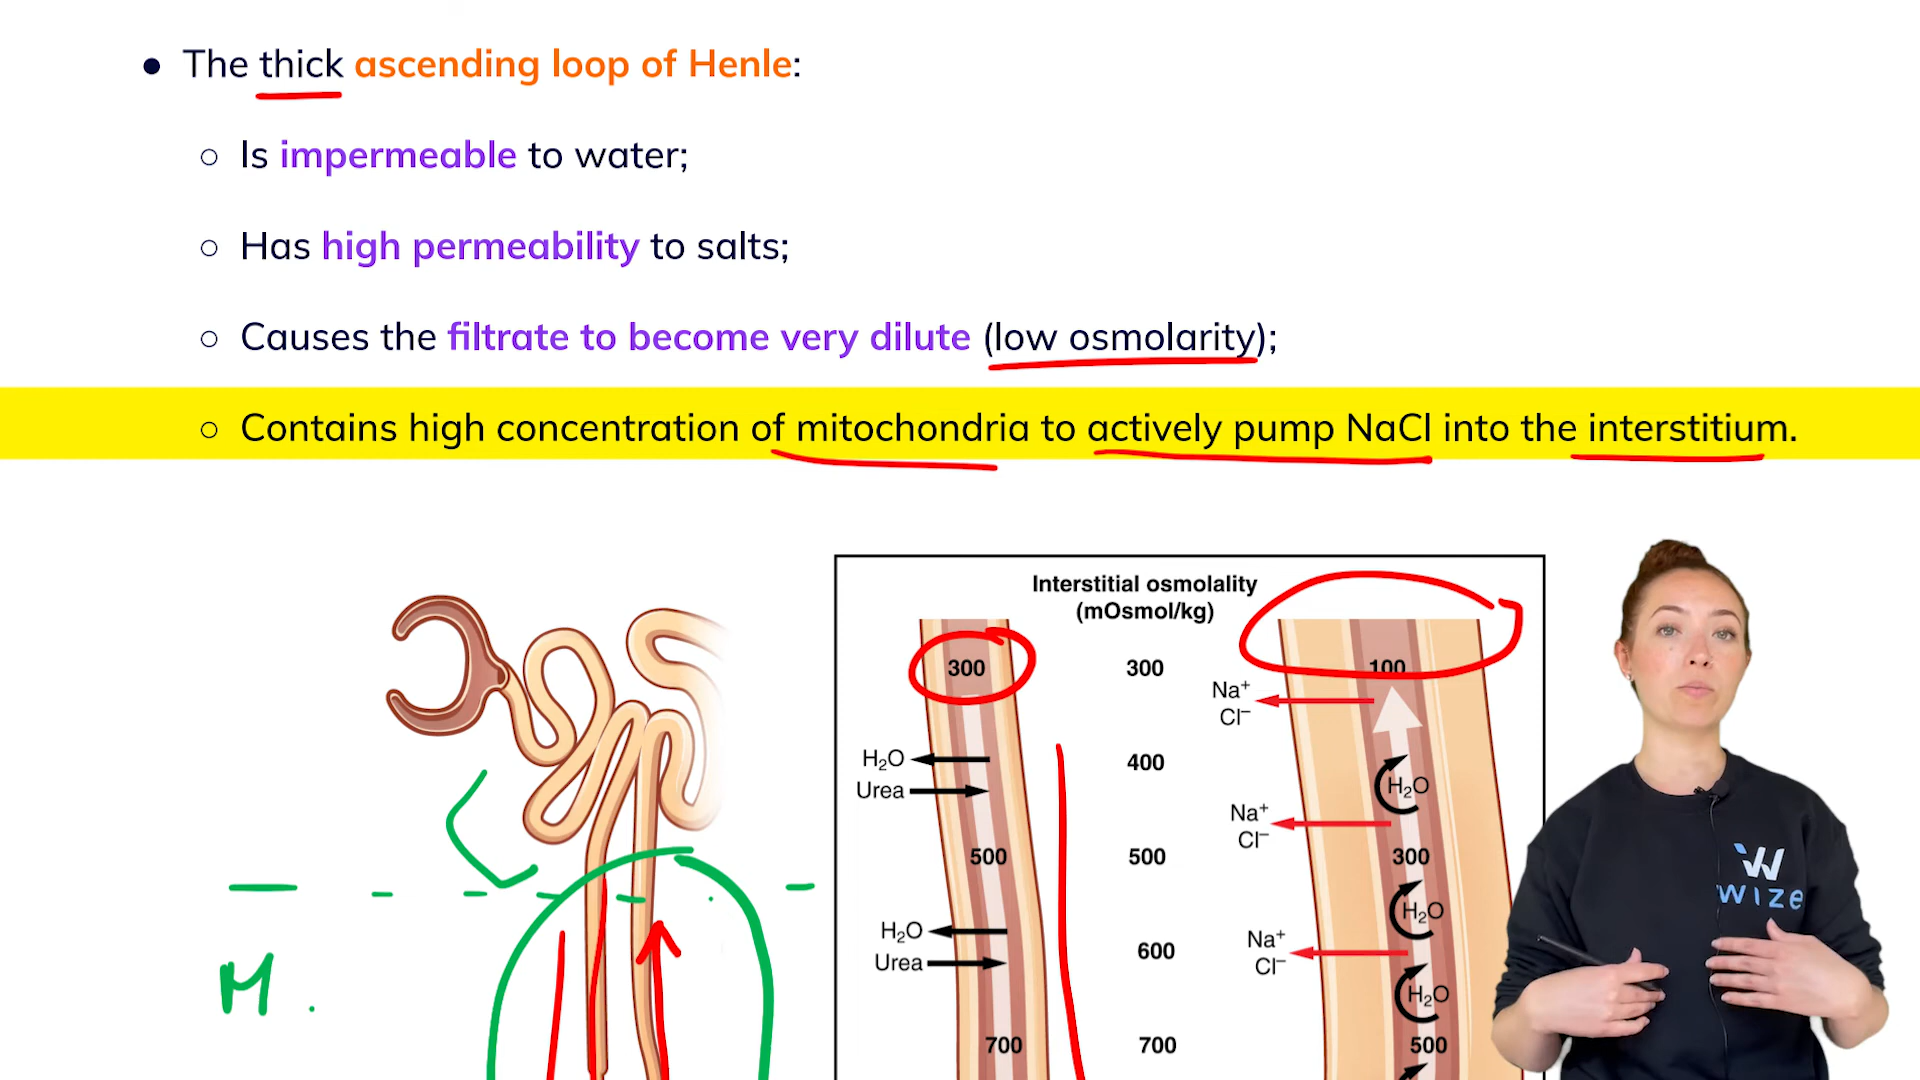 • The thick ascending loop of Henle:
○ Is impermeable to water;
○ Has high permeability to salts;
○ Causes the filtrate to become very dilute (low osmolarity);
○ Contains high concentration of mitochondria to actively pump NaCl into the interstitium.
Interstitial osmolality
(mOsmol/kg)
300 300 100
Na⁺
Cl⁻
H₂O 400 H₂O
Urea
Na⁺
Cl⁻
500 500 300
H₂O H₂O
Urea 600 Na⁺
Cl⁻
H₂O
700 700 500
M.
WIZE